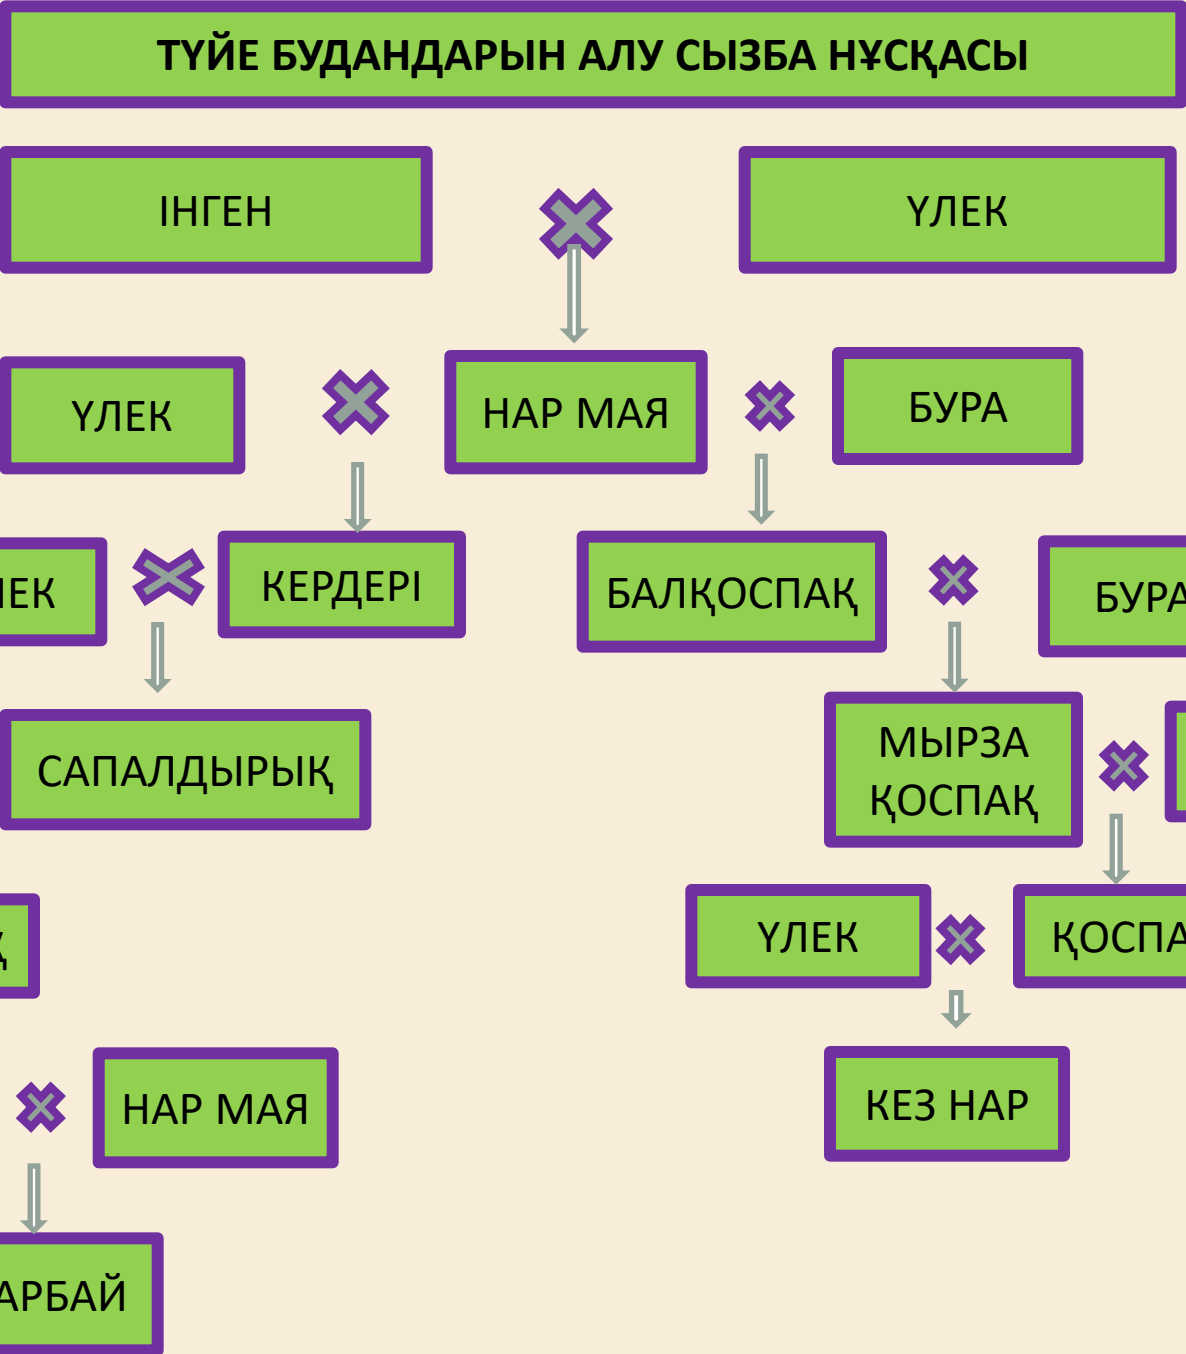 ТҮЙЕ БУДАНДАРЫН АЛУ СЫЗБА НҰСҚАСЫ
ІНГЕН
ҮЛЕК
ҮЛЕК
НАР МАЯ
БУРА
КЕРДЕРІ
БАЛҚОСПАҚ
БУРА
САПАЛДЫРЫҚ
МЫРЗА
ҚОСПАҚ
ҮЛЕК
НАР МАЯ
КЕЗ НАР